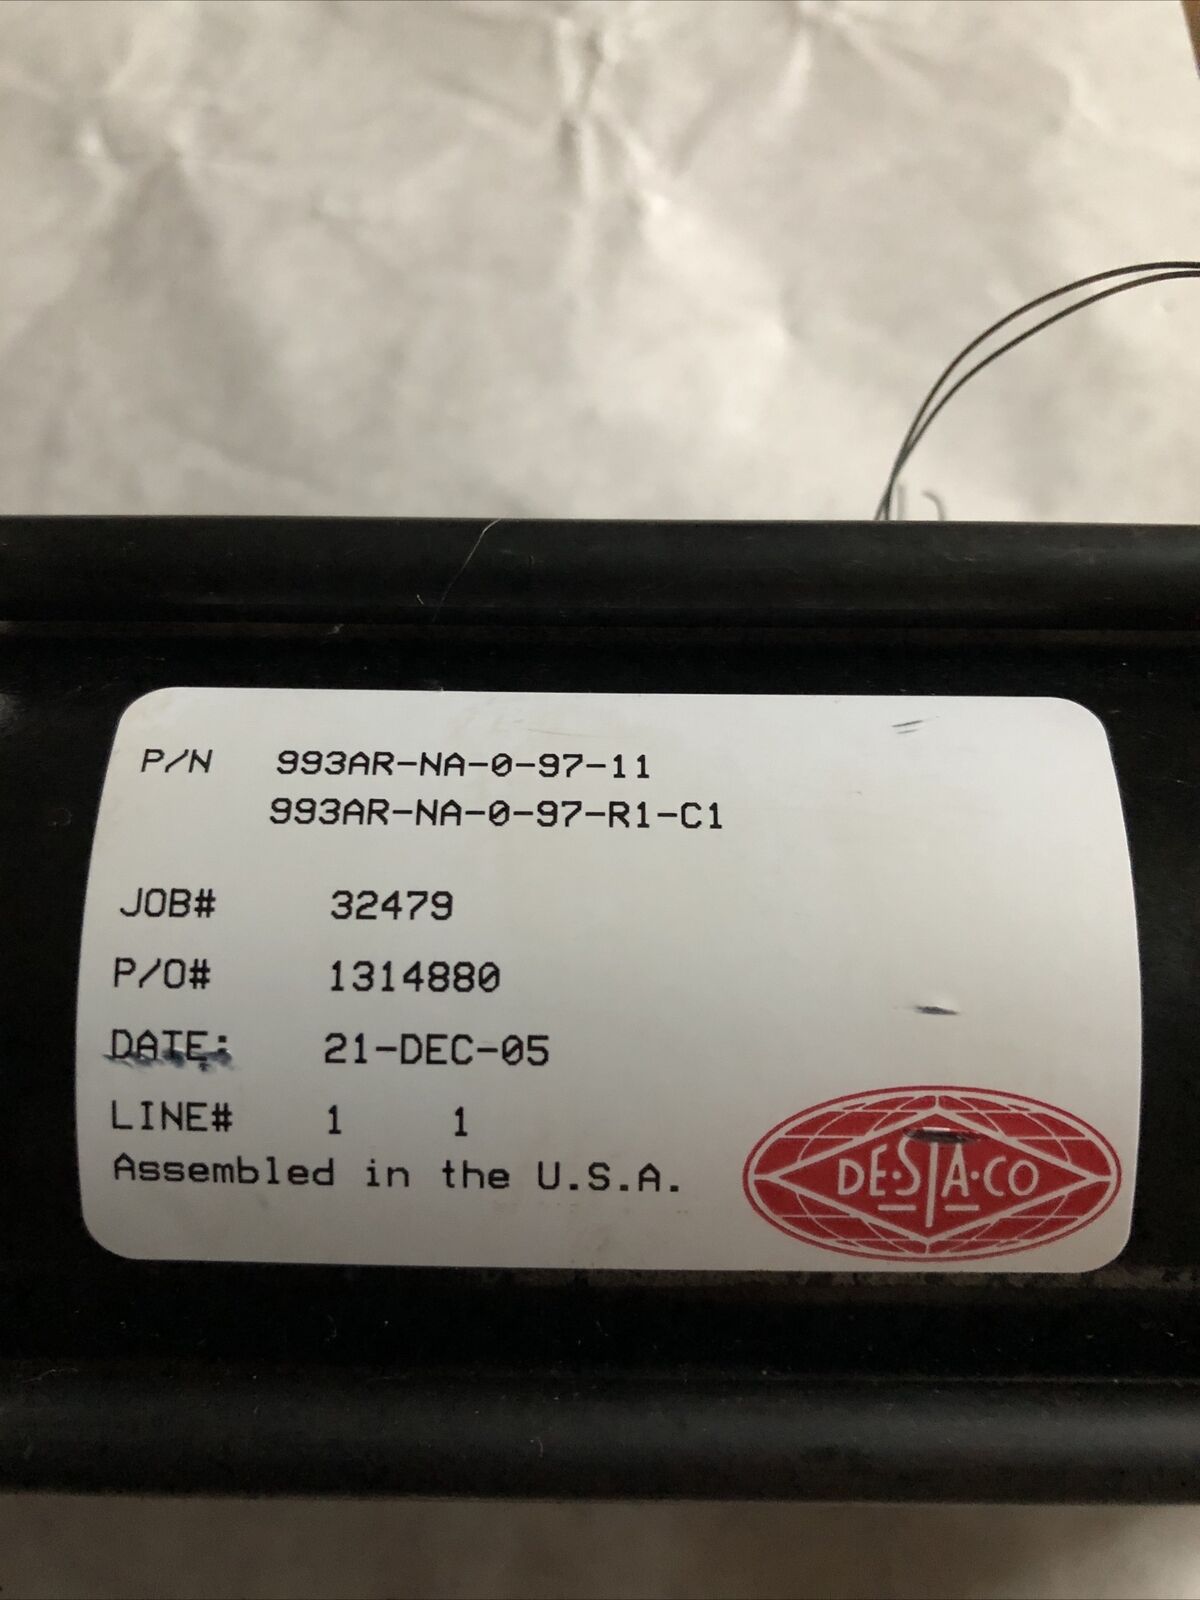 P/N 993AR-NA-0-97-11
993AR-NA-0-97-R1-C1
JOB# 32479
P/O# 1314880
DATE: 21-DEC-05
LINE# 1 1
Assembled in the U.S.A.
DE·STA·CO